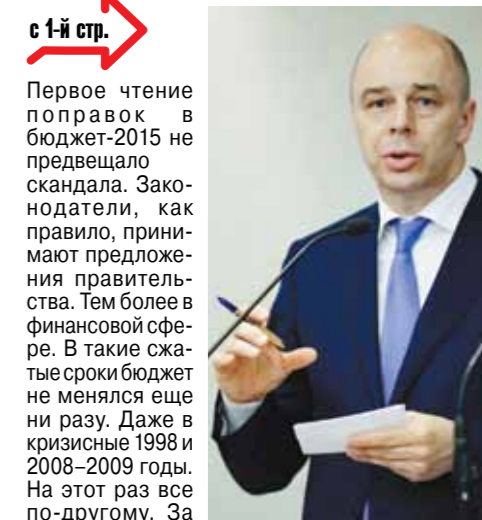 с 1-й стр.
Первое чтение
поправок в
бюджет-2015 не
предвещало
скандала. Зако-
нодатели, как
правило, прини-
мают предложе-
ния правитель-
ства. Тем более в
финансовой сфе-
ре. В такие сжа-
тые сроки бюджет
не менялся еще
ни разу. Даже в
кризисные 1998 и
2008–2009 годы.
На этот раз все
по-другому. За